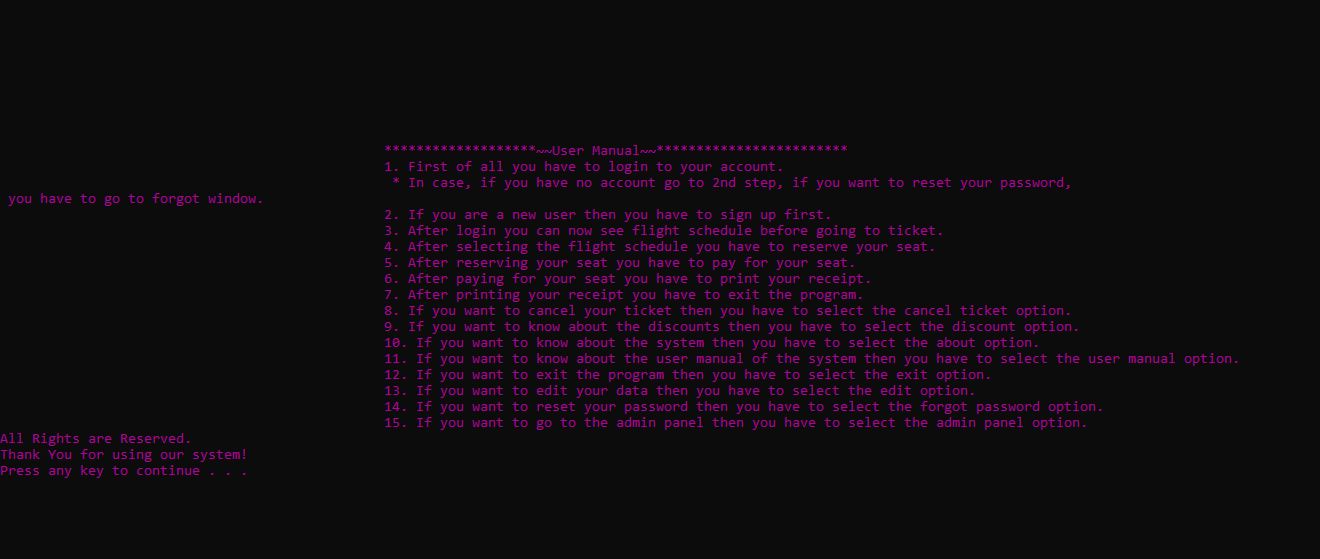 *******************~~User Manual~~************************
1. First of all you have to login to your account.
* In case, if you have no account go to 2nd step, if you want to reset your password,
you have to go to forgot window.
2. If you are a new user then you have to sign up first.
3. After login you can now see flight schedule before going to ticket.
4. After selecting the flight schedule you have to reserve your seat.
5. After reserving your seat you have to pay for your seat.
6. After paying for your seat you have to print your receipt.
7. After printing your receipt you have to exit the program.
8. If you want to cancel your ticket then you have to select the cancel ticket option.
9. If you want to know about the discounts then you have to select the discount option.
10. If you want to know about the system then you have to select the about option.
11. If you want to know about the user manual of the system then you have to select the user manual option.
12. If you want to exit the program then you have to select the exit option.
13. If you want to edit your data then you have to select the edit option.
14. If you want to reset your password then you have to select the forgot password option.
15. If you want to go to the admin panel then you have to select the admin panel option.
All Rights are Reserved.
Thank You for using our system!
Press any key to continue . . .